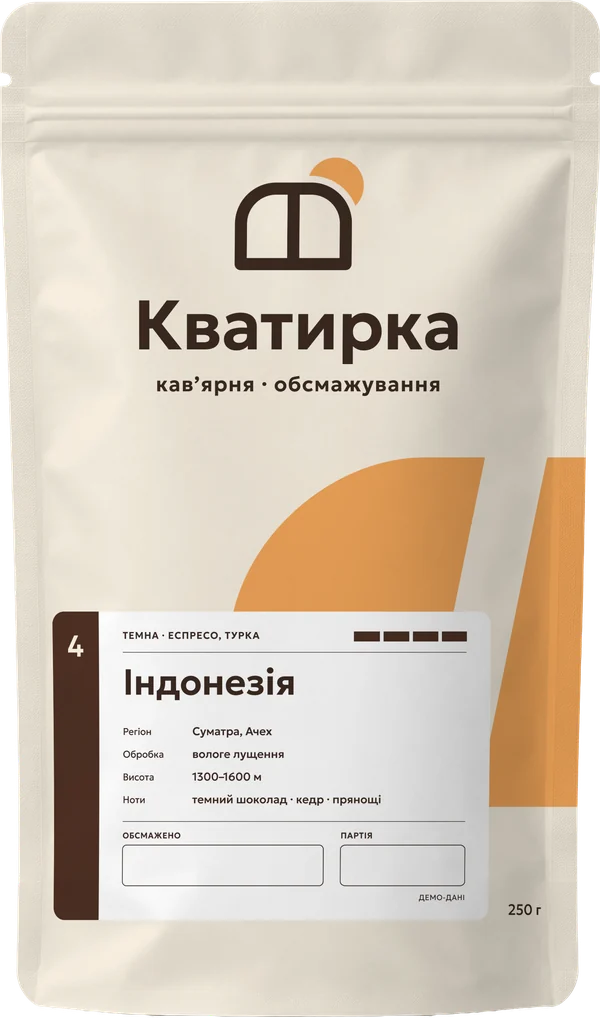 Кватирка
кав’ярня · обсмажування
4
ТЕМНА · ЕСПРЕСО, ТУРКА
Індонезія
Регіон Суматра, Ачех
Обробка вологе лущення
Висота 1300–1600 м
Ноти темний шоколад · кедр · прянощі
ОБСМАЖЕНО ПАРТІЯ
ДЕМО-ДАНІ
250 г